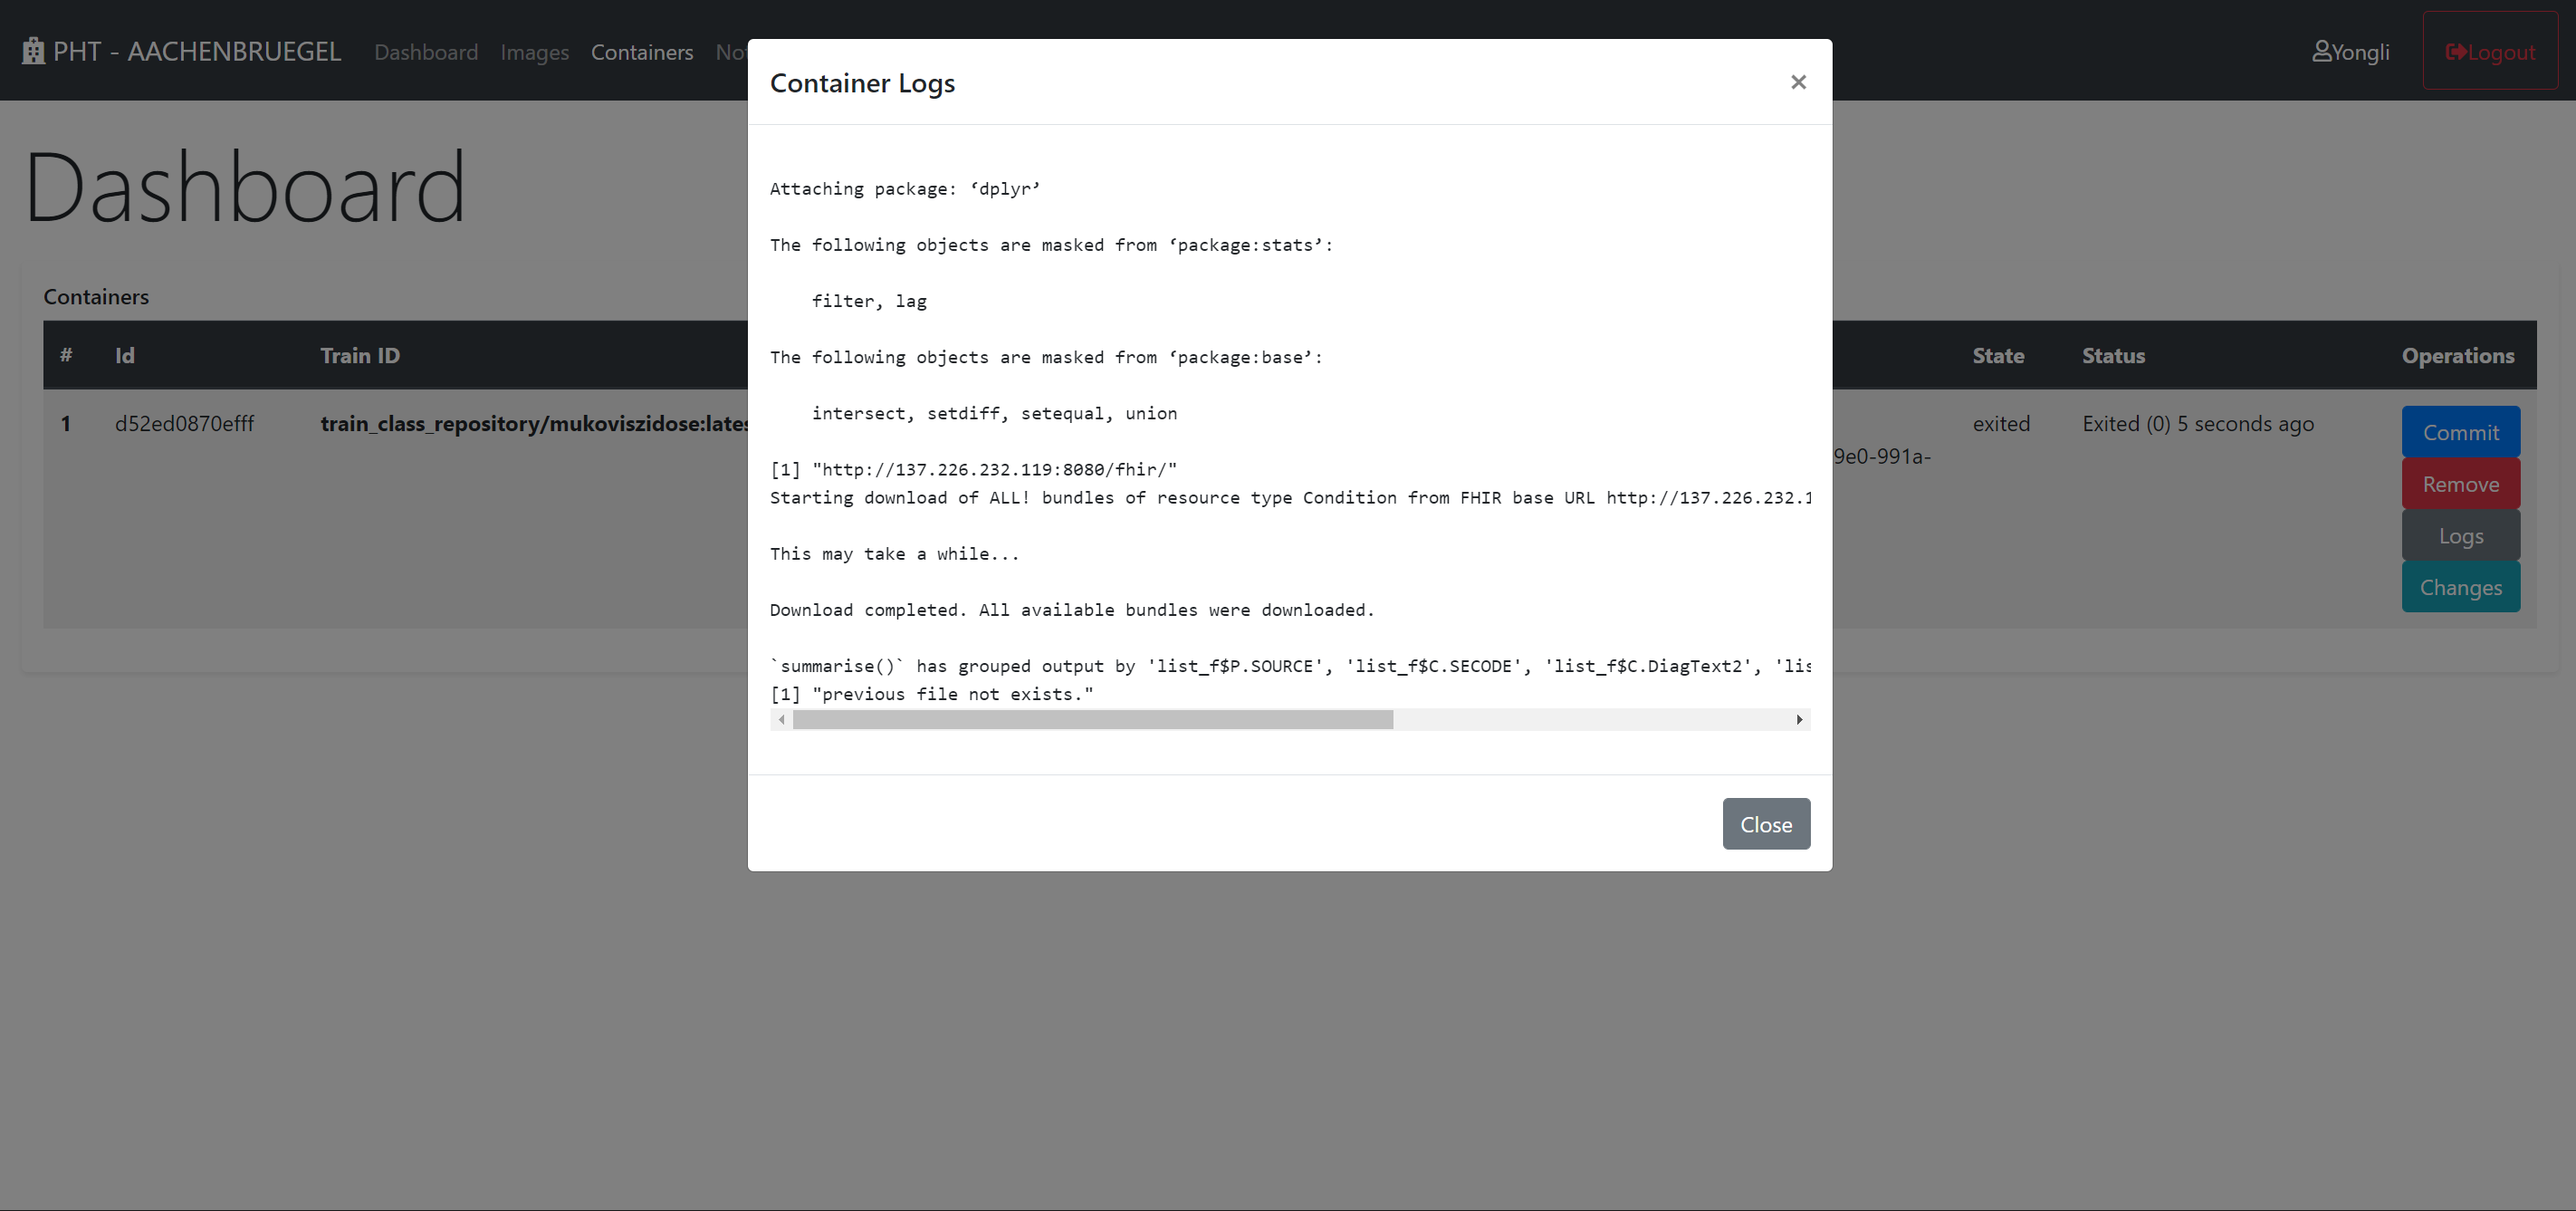 PHT - AACHENBRUEGEL Dashboard Images Containers
Yongli Logout
Container Logs
×
Dashboard
Attaching package: ‘dplyr’
The following objects are masked from ‘package:stats’:
filter, lag
The following objects are masked from ‘package:base’:
intersect, setdiff, setequal, union
[1] "http://137.226.232.119:8080/fhir/"
Starting download of ALL! bundles of resource type Condition from FHIR base URL http://137.226.232.1
This may take a while...
Download completed. All available bundles were downloaded.
`summarise()` has grouped output by 'list_f$P.SOURCE', 'list_f$C.SECODE', 'list_f$C.DiagText2', 'lis
[1] "previous file not exists."
Close
Containers
# Id Train ID State Status Operations
1 d52ed0870efff train_class_repository/mukoviszidose:lates exited Exited (0) 5 seconds ago
9e0-991a-
Commit
Remove
Logs
Changes